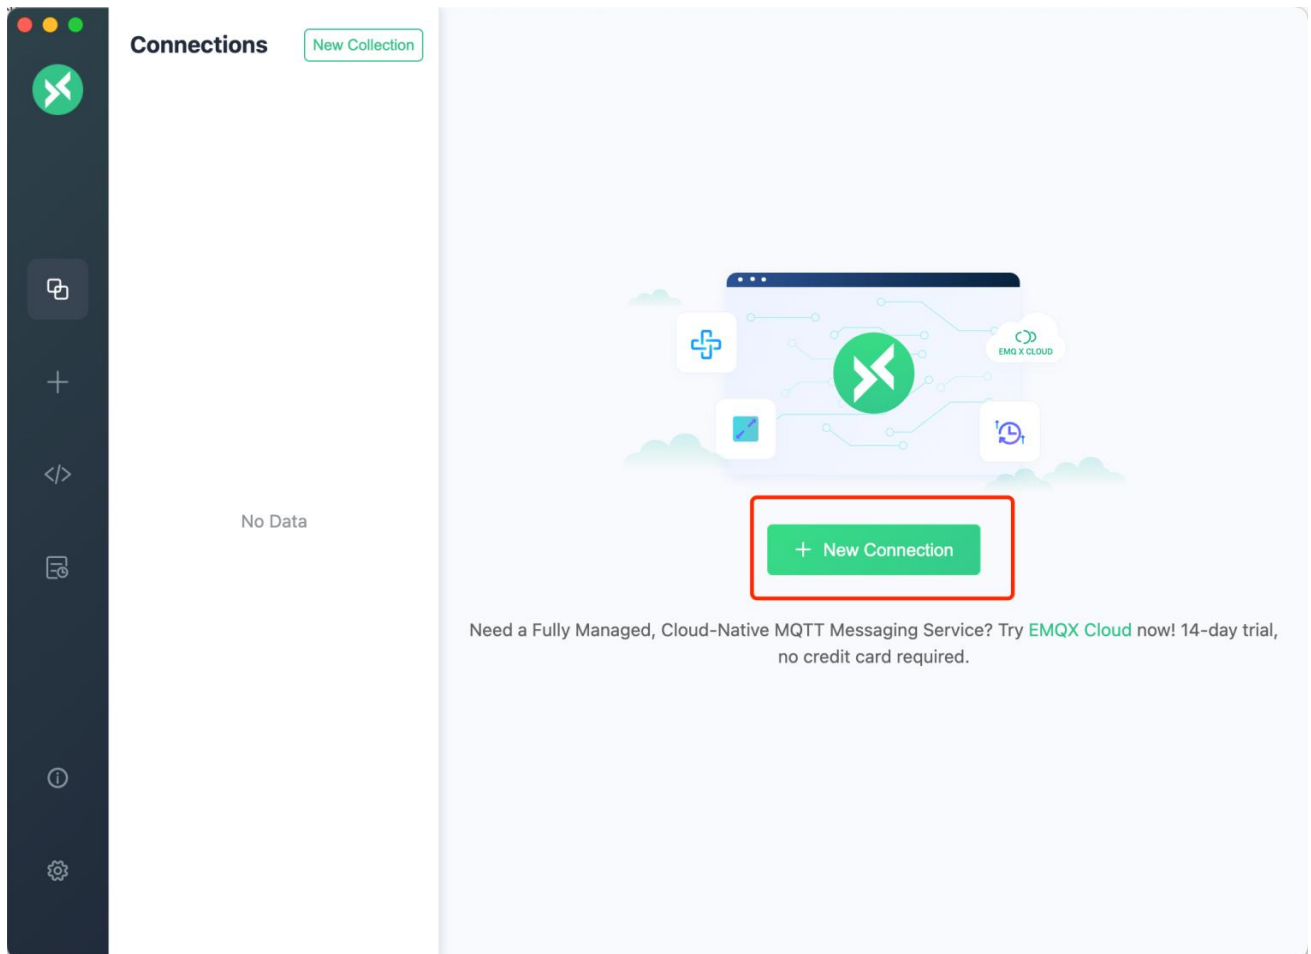 Connections
New Collection
No Data
EMQ X CLOUD
+ New Connection
Need a Fully Managed, Cloud-Native MQTT Messaging Service? Try EMQX Cloud now! 14-day trial,
no credit card required.